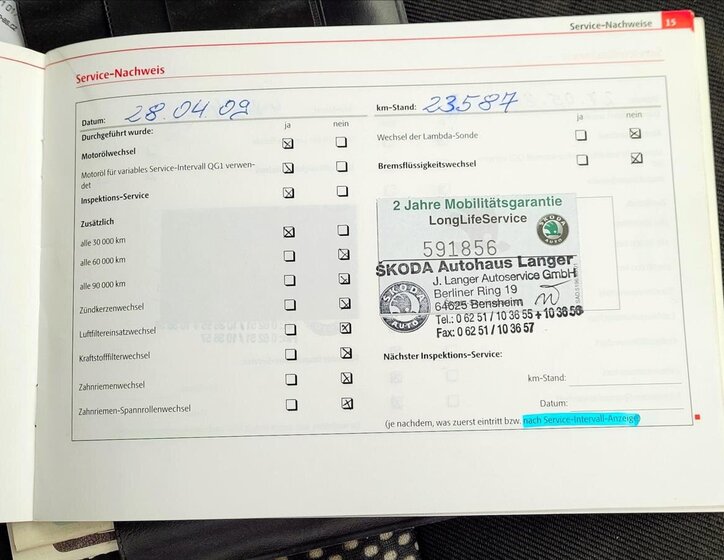 Service-Nachweise 15
Service-Nachweis
Datum: 28.04.09
km-Stand: 23587
Durchgeführt wurde:
ja nein
Motorölwechsel
Motoröl für variables Service-Intervall QG1 verwen-
det
Inspektions-Service
Zusätzlich
alle 30 000 km
alle 60 000 km
alle 90 000 km
Zündkerzenwechsel
Luftfiltereinsatzwechsel
Kraftstofffilterwechsel
Zahnriemenwechsel
Zahnriemen-Spannrollenwechsel
ja nein
Wechsel der Lambda-Sonde
Bremsflüssigkeitswechsel
2 Jahre Mobilitätsgarantie
LongLifeService
591856
ŠKODA Autohaus Langer
J. Langer Autoservice GmbH
Berliner Ring 19
64625 Bensheim
Tel.: 0 62 51 / 10 36 55 + 10 36 56
Fax: 0 62 51 / 10 36 57
ŠKODA
AUTO
Nächster Inspektions-Service:
km-Stand:
Datum:
(je nachdem, was zuerst eintritt bzw. nach Service-Intervall-Anzeige)